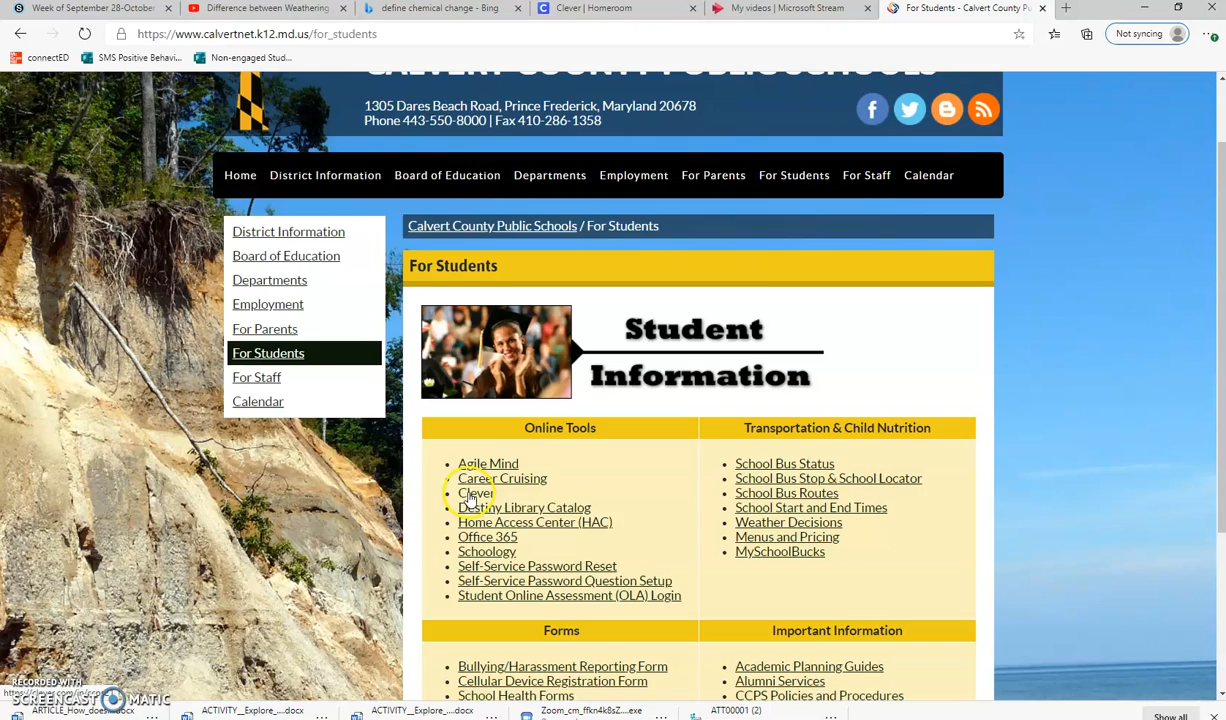 Week of September 28-October
Difference between Weathering
define chemical change - Bing
Clever | Homeroom
My videos | Microsoft Stream
For Students - Calvert County Pu
https://www.calvertnet.k12.md.us/for_students
Not syncing
connectED
SMS Positive Behavi...
Non-engaged Stud...
CALVERT COUNTY PUBLIC SCHOOLS
1305 Dares Beach Road, Prince Frederick, Maryland 20678
Phone 443-550-8000 | Fax 410-286-1358
Home District Information Board of Education Departments Employment For Parents For Students For Staff Calendar
District Information
Board of Education
Departments
Employment
For Parents
For Students
For Staff
Calendar
Calvert County Public Schools / For Students
For Students
Student
Information
Online Tools
Agile Mind
Career Cruising
Clever
Destiny Library Catalog
Home Access Center (HAC)
Office 365
Schoology
Self-Service Password Reset
Self-Service Password Question Setup
Student Online Assessment (OLA) Login
Transportation & Child Nutrition
School Bus Status
School Bus Stop & School Locator
School Bus Routes
School Start and End Times
Weather Decisions
Menus and Pricing
MySchoolBucks
Forms
Bullying/Harassment Reporting Form
Cellular Device Registration Form
School Health Forms
Important Information
Academic Planning Guides
Alumni Services
CCPS Policies and Procedures
RECORDED WITH
SCREENCAST MATIC
ARTICLE_How_does....docx
ACTIVITY__Explore_....docx
ACTIVITY__Explore_....docx
Zoom_cm_ffkn4k8sZ....exe
ATT00001 (2)
Show all